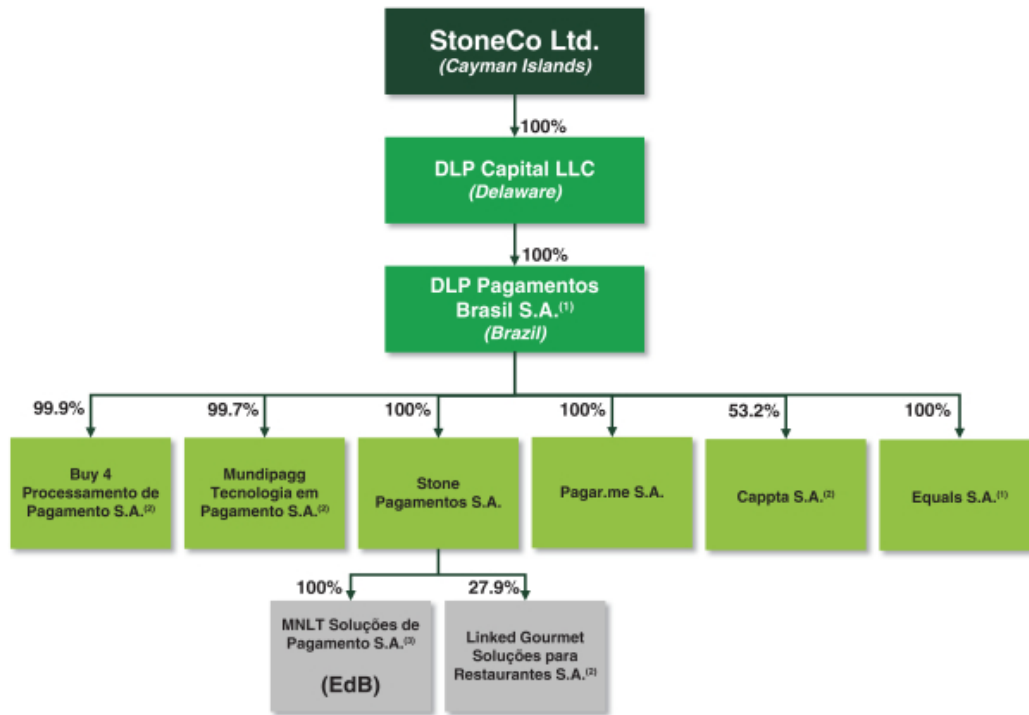 StoneCo Ltd.
(Cayman Islands)
100%
DLP Capital LLC
(Delaware)
100%
DLP Pagamentos
Brasil S.A.(1)
(Brazil)
99.9%
99.7%
100%
100%
53.2%
100%
Buy 4
Processamento de
Pagamento S.A.(2)
Mundipagg
Tecnologia em
Pagamento S.A.(2)
Stone
Pagamentos S.A.
Pagar.me S.A.
Cappta S.A.(2)
Equals S.A.(1)
100%
27.9%
MNLT Soluções de
Pagamento S.A.(3)
(EdB)
Linked Gourmet
Soluções para
Restaurantes S.A.(2)